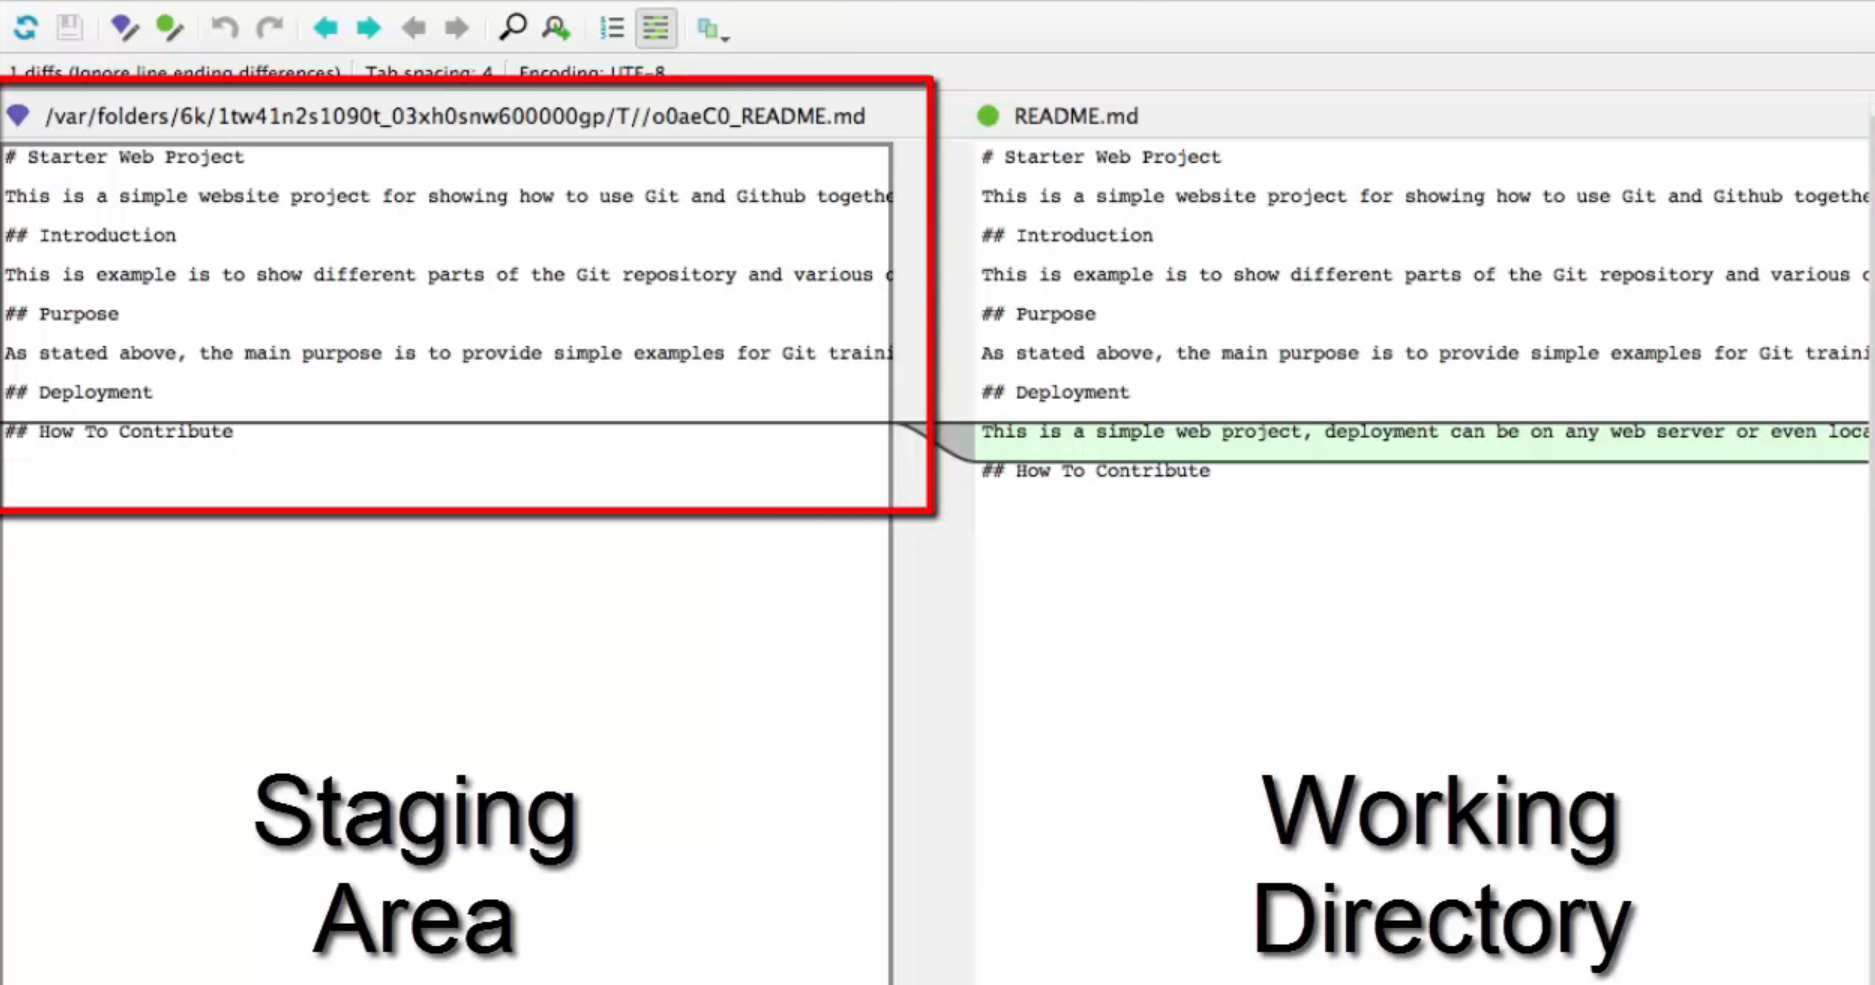 1 diffs (Ignore line ending differences) Tab spacing: 4 Encoding: UTF-8
/var/folders/6k/1tw41n2s1090t_03xh0snw600000gp/T//o0aeC0_README.md
# Starter Web Project
This is a simple website project for showing how to use Git and Github togethe
## Introduction
This is example is to show different parts of the Git repository and various
## Purpose
As stated above, the main purpose is to provide simple examples for Git traini
## Deployment
## How To Contribute
Staging
Area
README.md
# Starter Web Project
This is a simple website project for showing how to use Git and Github togethe
## Introduction
This is example is to show different parts of the Git repository and various
## Purpose
As stated above, the main purpose is to provide simple examples for Git traini
## Deployment
This is a simple web project, deployment can be on any web server or even loca
## How To Contribute
Working
Directory